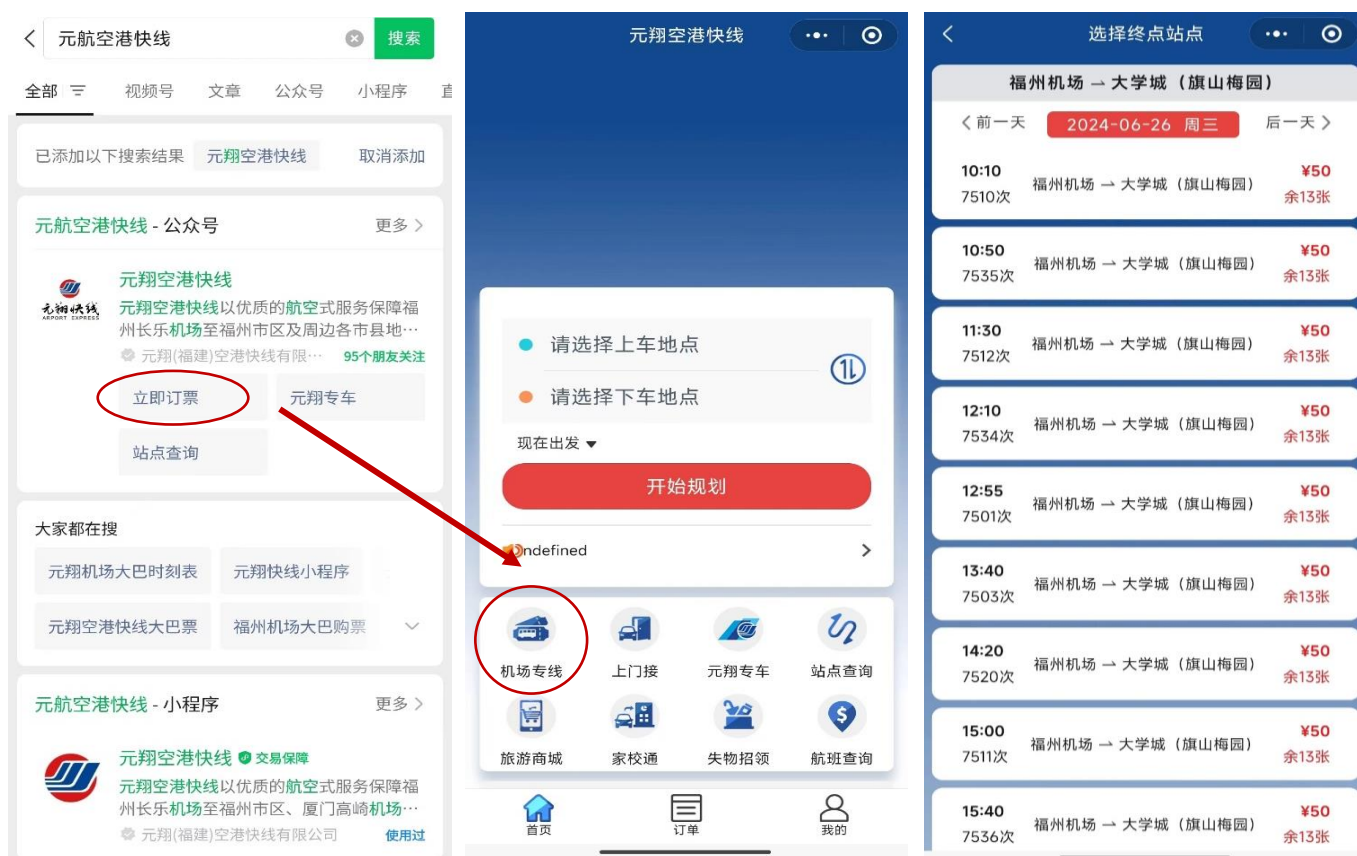 元航空港快线
搜索
全部
视频号
文章
公众号
小程序
已添加以下搜索结果
元翔空港快线
取消添加
元航空港快线 - 公众号
更多
元翔空港快线
元翔快线
AIRPORT EXPRESS
元翔空港快线以优质的航空式服务保障福
州长乐机场至福州市区及周边各市县地…
元翔(福建)空港快线有限…
95个朋友关注
立即订票
元翔专车
站点查询
大家都在搜
元翔机场大巴时刻表
元翔快线小程序
元翔空港快线大巴票
福州机场大巴购票
元航空港快线 - 小程序
更多
元翔空港快线
交易保障
元翔空港快线以优质的航空式服务保障福
州长乐机场至福州市区、厦门高崎机场…
元翔(福建)空港快线有限公司
使用过
元翔空港快线
请选择上车地点
请选择下车地点
现在出发
开始规划
ndefined
机场专线
上门接
元翔专车
站点查询
旅游商城
家校通
失物招领
航班查询
首页
订单
我的
选择终点站点
福州机场 → 大学城（旗山梅园）
前一天
2024-06-26 周三
后一天
10:10
7510次
福州机场 → 大学城（旗山梅园）
¥50
余13张
10:50
7535次
福州机场 → 大学城（旗山梅园）
¥50
余13张
11:30
7512次
福州机场 → 大学城（旗山梅园）
¥50
余13张
12:10
7534次
福州机场 → 大学城（旗山梅园）
¥50
余13张
12:55
7501次
福州机场 → 大学城（旗山梅园）
¥50
余13张
13:40
7503次
福州机场 → 大学城（旗山梅园）
¥50
余13张
14:20
7520次
福州机场 → 大学城（旗山梅园）
¥50
余13张
15:00
7511次
福州机场 → 大学城（旗山梅园）
¥50
余13张
15:40
7536次
福州机场 → 大学城（旗山梅园）
¥50
余13张